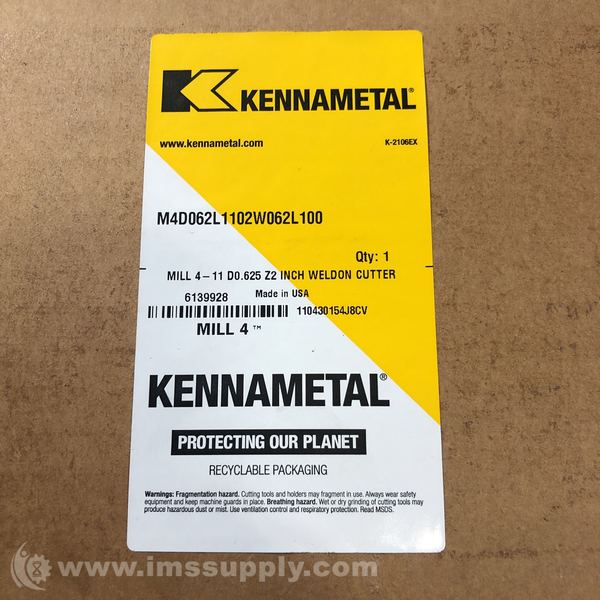 KENNAMETAL®
www.kennametal.com
K-2106EX
M4D062L1102W062L100
Qty: 1
MILL 4-11 D0.625 Z2 INCH WELDON CUTTER
6139928
Made in USA
110430154J8CV
MILL 4™
KENNAMETAL®
PROTECTING OUR PLANET
RECYCLABLE PACKAGING
Warnings: Fragmentation hazard. Cutting tools and holders may fragment in use. Always wear safety
equipment and keep machine guards in place. Breathing hazard. Wet or dry grinding of cutting tools may
produce hazardous dust or mist. Use ventilation control and respiratory protection. Read MSDS.
www.imssupply.com/